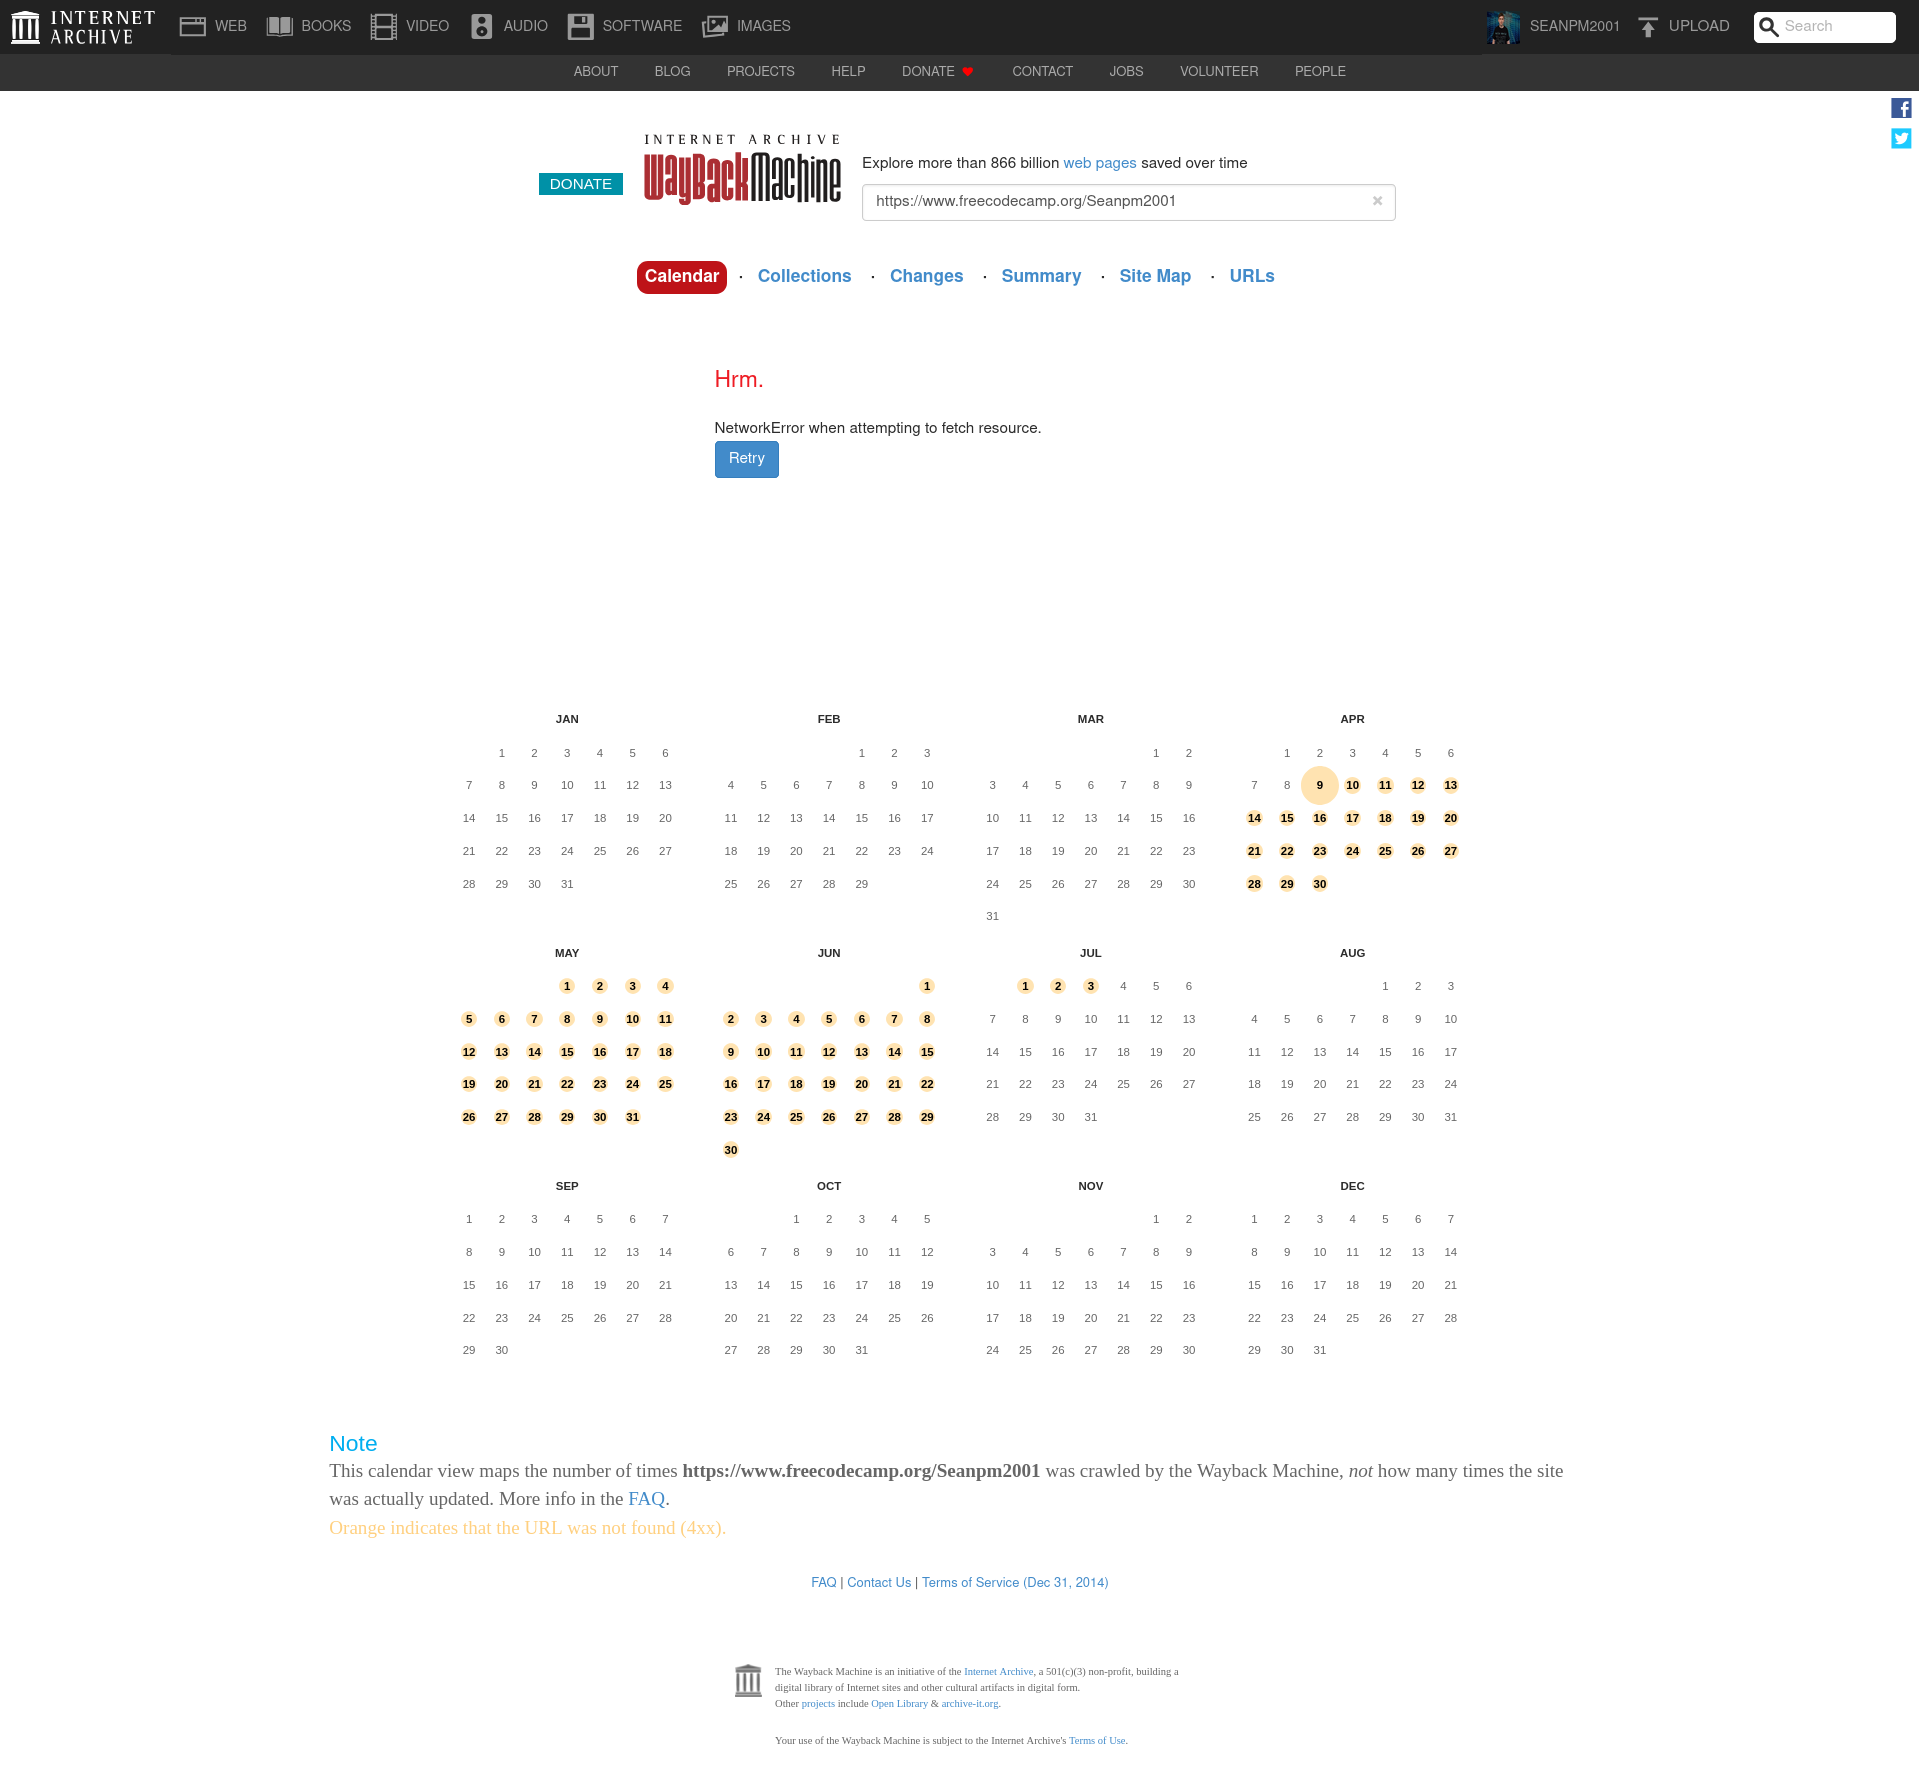 INTERNET ARCHIVE WEB BOOKS VIDEO AUDIO SOFTWARE IMAGES SEANPM2001 UPLOAD Search
ABOUT BLOG PROJECTS HELP DONATE CONTACT JOBS VOLUNTEER PEOPLE
INTERNET ARCHIVE
WayBackMachine
DONATE
Explore more than 866 billion web pages saved over time
https://www.freecodecamp.org/Seanpm2001 ×
Calendar · Collections · Changes · Summary · Site Map · URLs
Hrm.
NetworkError when attempting to fetch resource.
Retry
JAN FEB MAR APR
1 2 3 4 5 6 1 2 3 1 2 1 2 3 4 5 6
7 8 9 10 11 12 13 4 5 6 7 8 9 10 3 4 5 6 7 8 9 7 8 9 10 11 12 13
14 15 16 17 18 19 20 11 12 13 14 15 16 17 10 11 12 13 14 15 16 14 15 16 17 18 19 20
21 22 23 24 25 26 27 18 19 20 21 22 23 24 17 18 19 20 21 22 23 21 22 23 24 25 26 27
28 29 30 31 25 26 27 28 29 24 25 26 27 28 29 30 28 29 30
31
MAY JUN JUL AUG
1 2 3 4 1 1 2 3 4 5 6 1 2 3
5 6 7 8 9 10 11 2 3 4 5 6 7 8 7 8 9 10 11 12 13 4 5 6 7 8 9 10
12 13 14 15 16 17 18 9 10 11 12 13 14 15 14 15 16 17 18 19 20 11 12 13 14 15 16 17
19 20 21 22 23 24 25 16 17 18 19 20 21 22 21 22 23 24 25 26 27 18 19 20 21 22 23 24
26 27 28 29 30 31 23 24 25 26 27 28 29 28 29 30 31 25 26 27 28 29 30 31
30
SEP OCT NOV DEC
1 2 3 4 5 6 7 1 2 3 4 5 1 2 1 2 3 4 5 6 7
8 9 10 11 12 13 14 6 7 8 9 10 11 12 3 4 5 6 7 8 9 8 9 10 11 12 13 14
15 16 17 18 19 20 21 13 14 15 16 17 18 19 10 11 12 13 14 15 16 15 16 17 18 19 20 21
22 23 24 25 26 27 28 20 21 22 23 24 25 26 17 18 19 20 21 22 23 22 23 24 25 26 27 28
29 30 27 28 29 30 31 24 25 26 27 28 29 30 29 30 31
Note
This calendar view maps the number of times https://www.freecodecamp.org/Seanpm2001 was crawled by the Wayback Machine, not how many times the site
was actually updated. More info in the FAQ.
Orange indicates that the URL was not found (4xx).
FAQ | Contact Us | Terms of Service (Dec 31, 2014)
The Wayback Machine is an initiative of the Internet Archive, a 501(c)(3) non-profit, building a
digital library of Internet sites and other cultural artifacts in digital form.
Other projects include Open Library & archive-it.org.
Your use of the Wayback Machine is subject to the Internet Archive's Terms of Use.